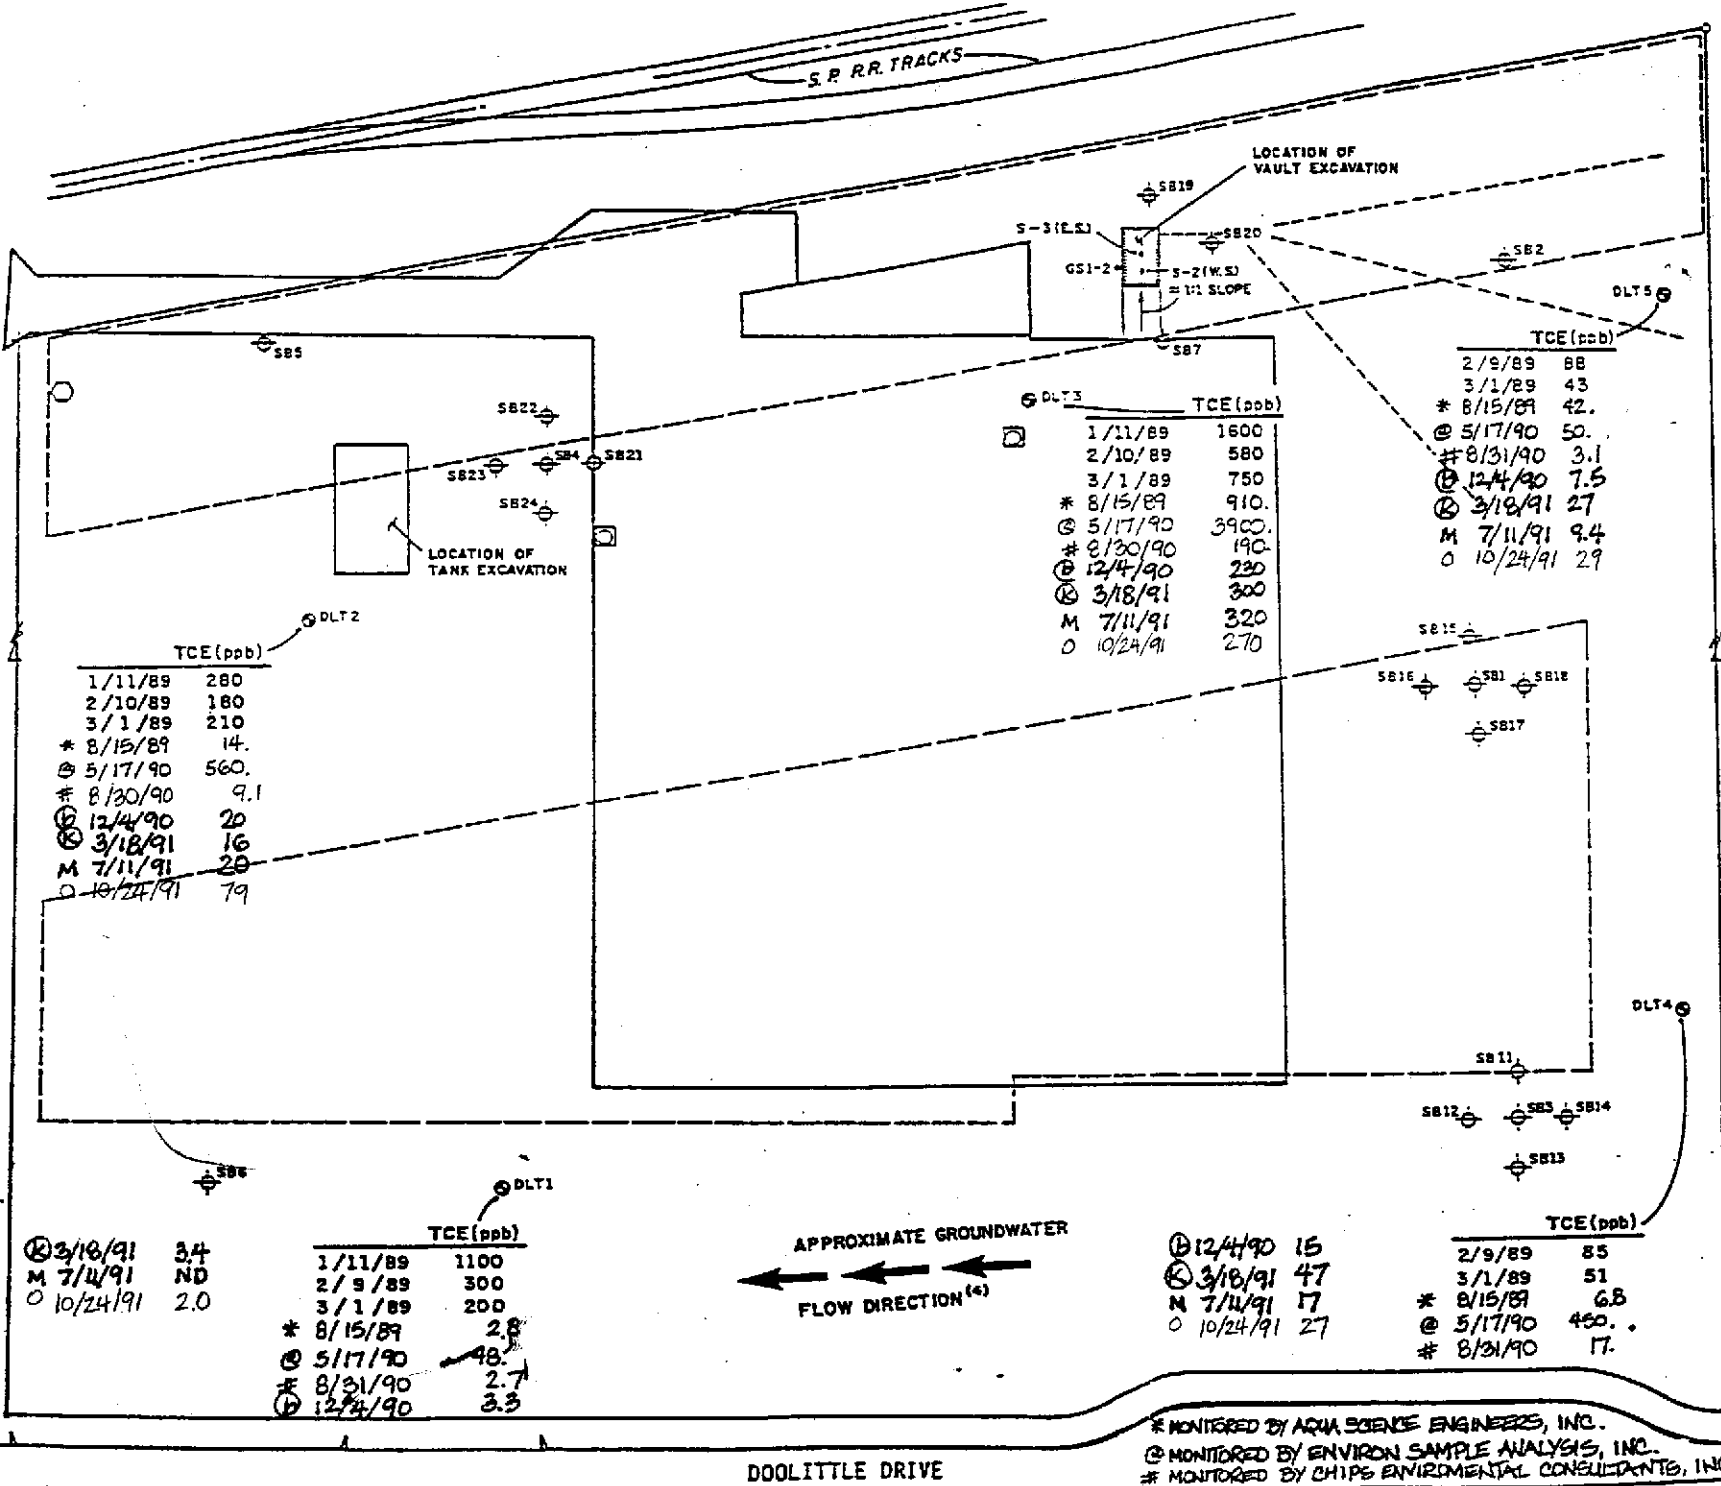 S.P. R.R. TRACKS
LOCATION OF
VAULT EXCAVATION
SB19
S-3 (E.S.)
SB20
SB2
GS1-2
S-2 (W.S.)
≈ 1:1 SLOPE
DLT5
SB5
SB7
TCE (ppb)
2/9/89 88
3/1/89 43
* 8/15/89 42.
@ 5/17/90 50.
# 8/31/90 3.1
12/4/90 7.5
Ⓚ 3/18/91 27
M 7/11/91 9.4
O 10/24/91 29
DLT3
TCE (ppb)
1/11/89 1600
2/10/89 580
3/1/89 750
* 8/15/89 910.
@ 5/17/90 3900.
# 8/30/90 190.
12/4/90 230
Ⓚ 3/18/91 300
M 7/11/91 320
O 10/24/91 270
SB22
SB23
SB4
SB21
SB24
LOCATION OF
TANK EXCAVATION
DLT2
TCE (ppb)
1/11/89 280
2/10/89 180
3/1/89 210
* 8/15/89 14.
@ 5/17/90 560.
# 8/30/90 9.1
12/4/90 20
Ⓚ 3/18/91 16
M 7/11/91 20
O 10/24/91 79
SB15
SB16
SB1
SB18
SB17
DLT4
SB11
SB12
SB3
SB14
SB13
SB6
DLT1
Ⓚ 3/18/91 3.4
M 7/11/91 ND
O 10/24/91 2.0
TCE (ppb)
1/11/89 1100
2/9/89 300
3/1/89 200
* 8/15/89 2.8
@ 5/17/90 48.
# 8/31/90 2.7
12/4/90 3.3
APPROXIMATE GROUNDWATER
FLOW DIRECTION (4)
12/4/90 15
Ⓚ 3/18/91 47
M 7/11/91 17
O 10/24/91 27
TCE (ppb)
2/9/89 85
3/1/89 51
* 8/15/89 6.8
@ 5/17/90 450.
# 8/31/90 17.
* MONITORED BY AQUA SCIENCE ENGINEERS, INC.
@ MONITORED BY ENVIRON SAMPLE ANALYSIS, INC.
# MONITORED BY CHIPS ENVIRMENTAL CONSULTANTS, INC
DOOLITTLE DRIVE